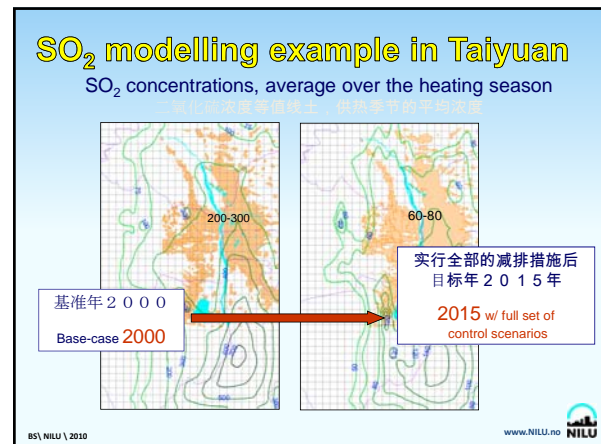 SO₂ modelling example in Taiyuan
SO₂ concentrations, average over the heating season
二氧化硫浓度等值线土，供热季节的平均浓度
200-300
60-80
基准年２０００
Base-case 2000
实行全部的减排措施后
目标年２０１５年
2015 w/ full set of
control scenarios
BS\ NILU \ 2010
www.NILU.no
NILU